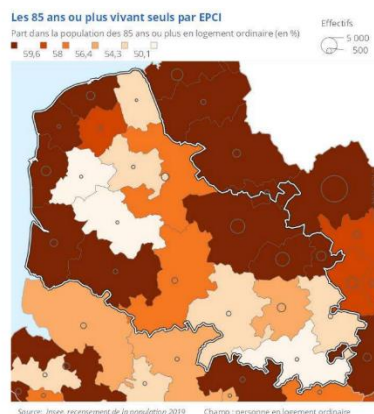 Les 85 ans ou plus vivant seuls par EPCI
Part dans la population des 85 ans ou plus en logement ordinaire (en %)
59,6 58 56,4 54,3 50,1
Effectifs
5 000
500
Source: Insee, recensement de la population 2019 Champ : personne en logement ordinaire